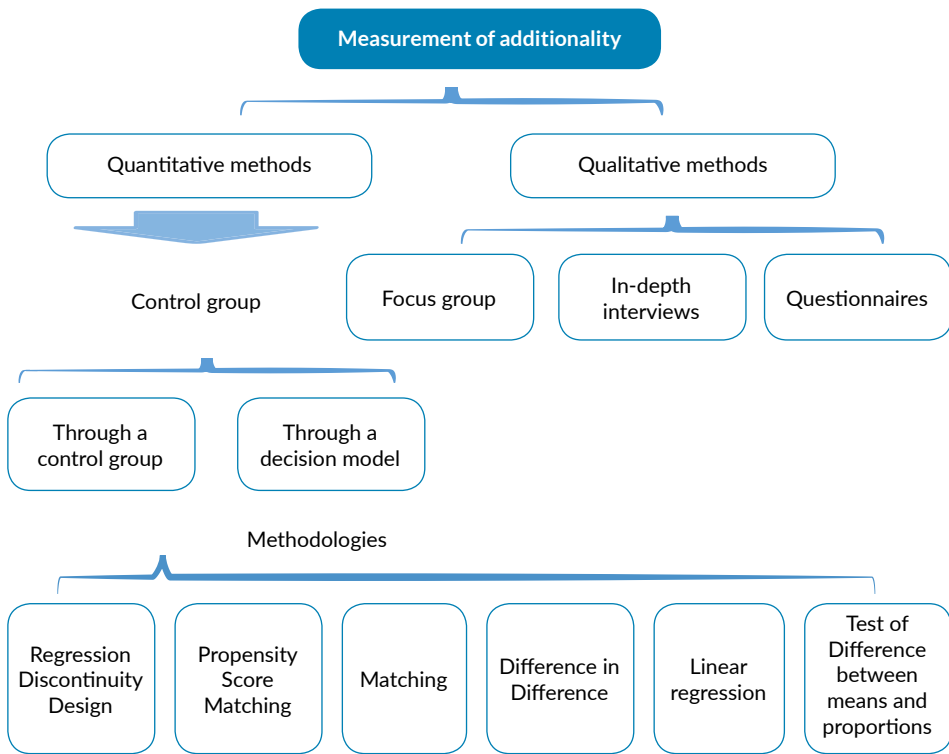 Measurement of additionality
Quantitative methods
Qualitative methods
Control group
Focus group
In-depth
interviews
Questionnaires
Through a
control group
Through a
decision model
Methodologies
Regression
Discontinuity
Design
Propensity
Score
Matching
Matching
Difference in
Difference
Linear
regression
Test of
Difference
between
means and
proportions